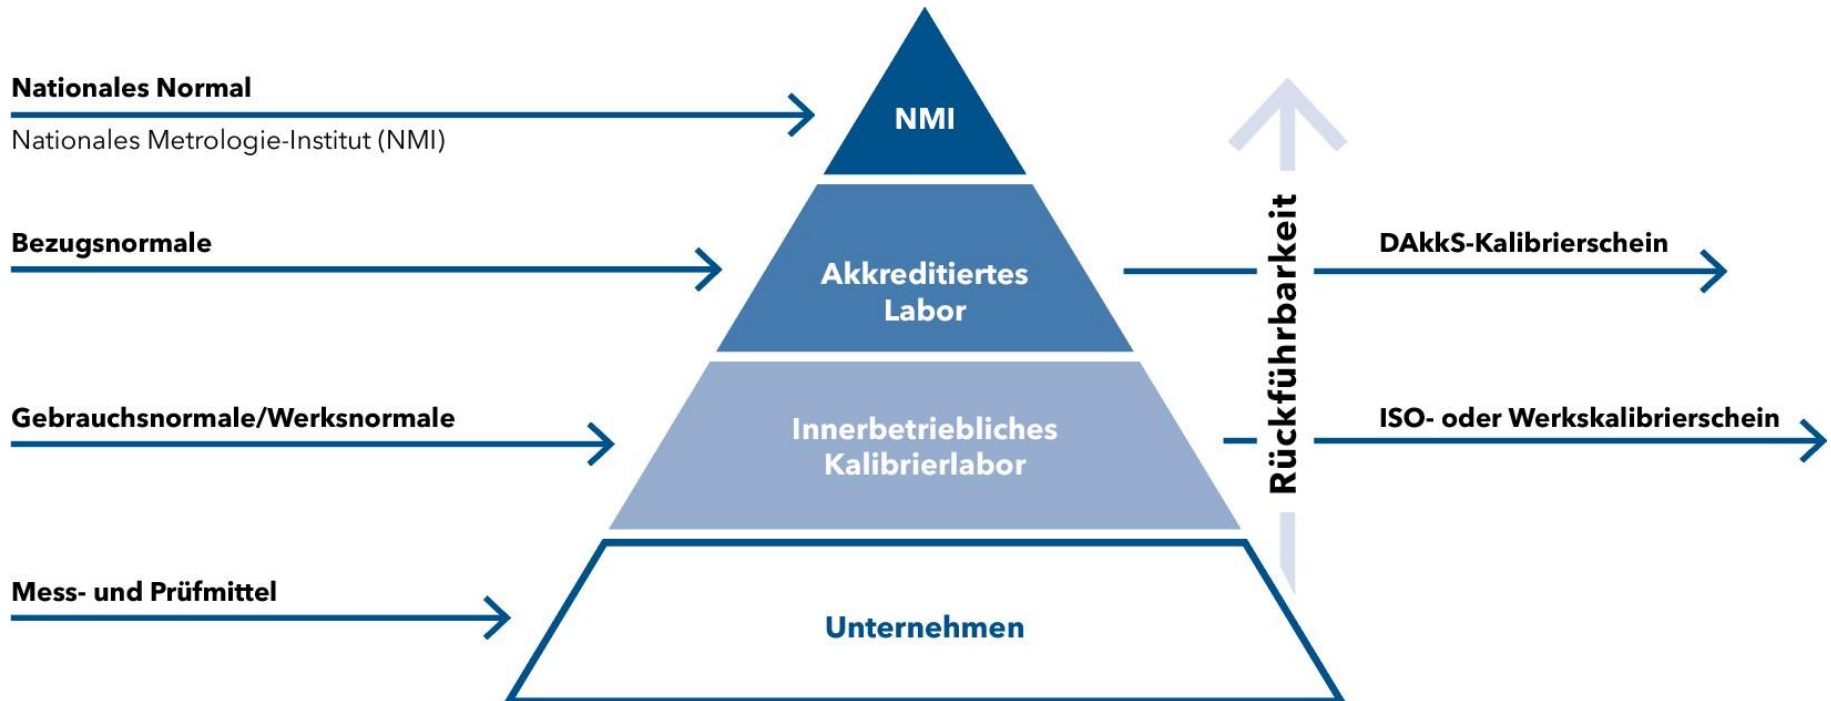 Nationales Normal
Nationales Metrologie-Institut (NMI)
NMI
Bezugsnormale
Akkreditiertes
Labor
Rückführbarkeit
DAkkS-Kalibrierschein
Gebrauchsnormale/Werksnormale
Innerbetriebliches
Kalibrierlabor
ISO- oder Werkskalibrierschein
Mess- und Prüfmittel
Unternehmen